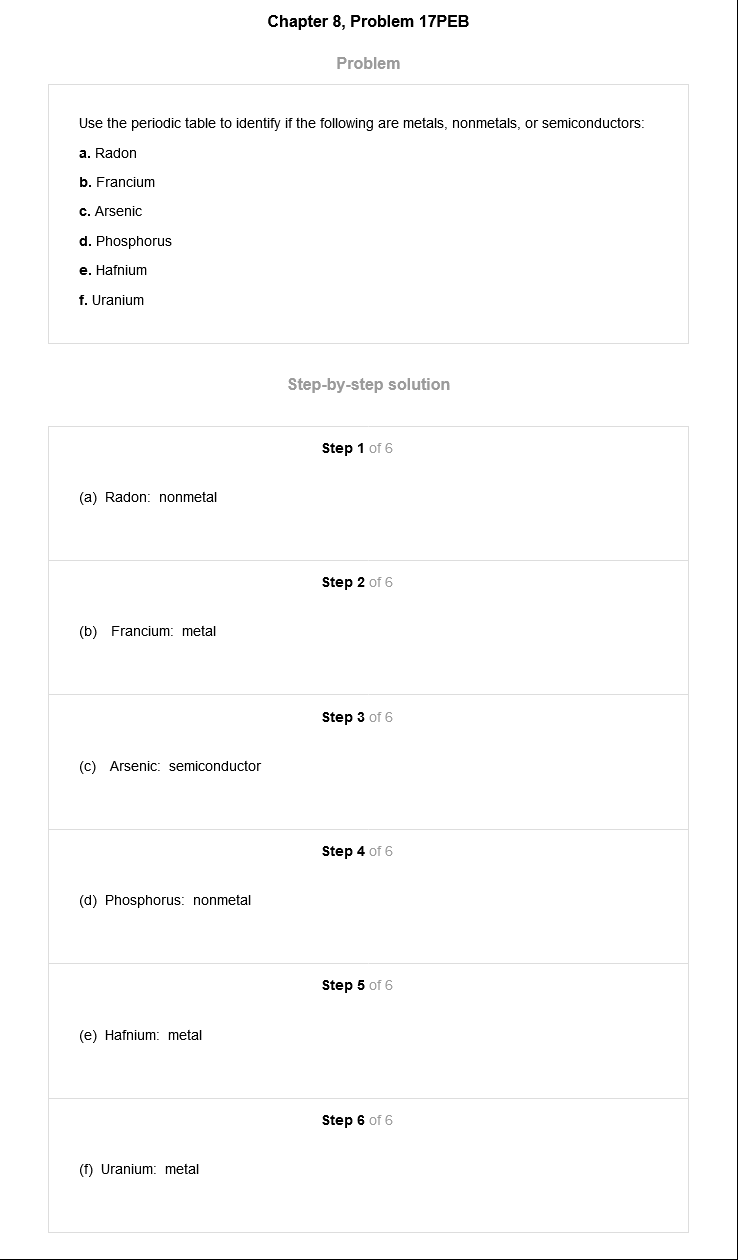 Chapter 8, Problem 17PEB
Problem
Use the periodic table to identify if the following are metals, nonmetals, or semiconductors:
a. Radon
b. Francium
c. Arsenic
d. Phosphorus
e. Hafnium
f. Uranium
Step-by-step solution
Step 1 of 6
(a) Radon: nonmetal
Step 2 of 6
(b) Francium: metal
Step 3 of 6
(c) Arsenic: semiconductor
Step 4 of 6
(d) Phosphorus: nonmetal
Step 5 of 6
(e) Hafnium: metal
Step 6 of 6
(f) Uranium: metal